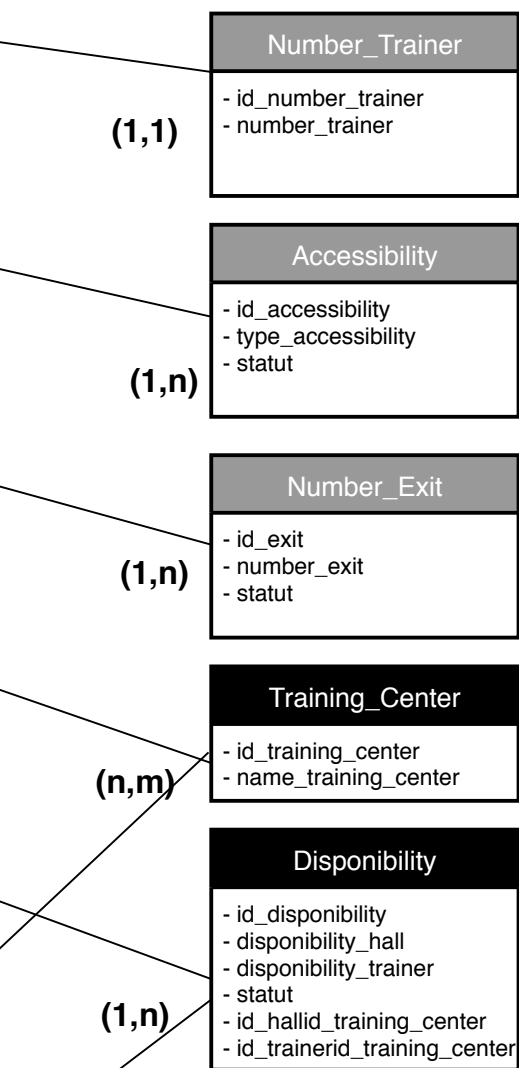 Number_Trainer
- id_number_trainer
- number_trainer
(1,1)
Accessibility
- id_accessibility
- type_accessibility
- statut
(1,n)
Number_Exit
- id_exit
- number_exit
- statut
(1,n)
Training_Center
- id_training_center
- name_training_center
(n,m)
Disponibility
- id_disponibility
- disponibility_hall
- disponibility_trainer
- statut
- id_hallid_training_center
- id_trainerid_training_center
(1,n)